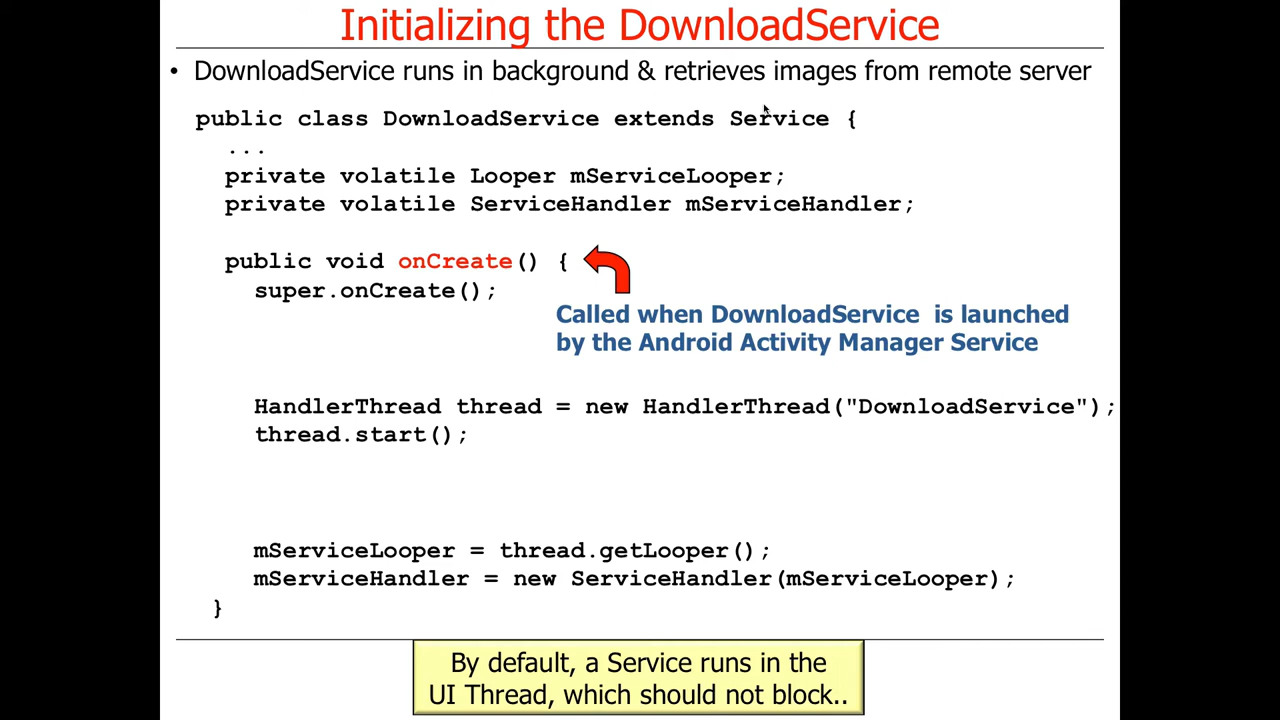 Initializing the DownloadService
• DownloadService runs in background & retrieves images from remote server
public class DownloadService extends Service {
...
private volatile Looper mServiceLooper;
private volatile ServiceHandler mServiceHandler;
public void onCreate() {
super.onCreate();
Called when DownloadService is launched
by the Android Activity Manager Service
HandlerThread thread = new HandlerThread("DownloadService");
thread.start();
mServiceLooper = thread.getLooper();
mServiceHandler = new ServiceHandler(mServiceLooper);
}
By default, a Service runs in the
UI Thread, which should not block..